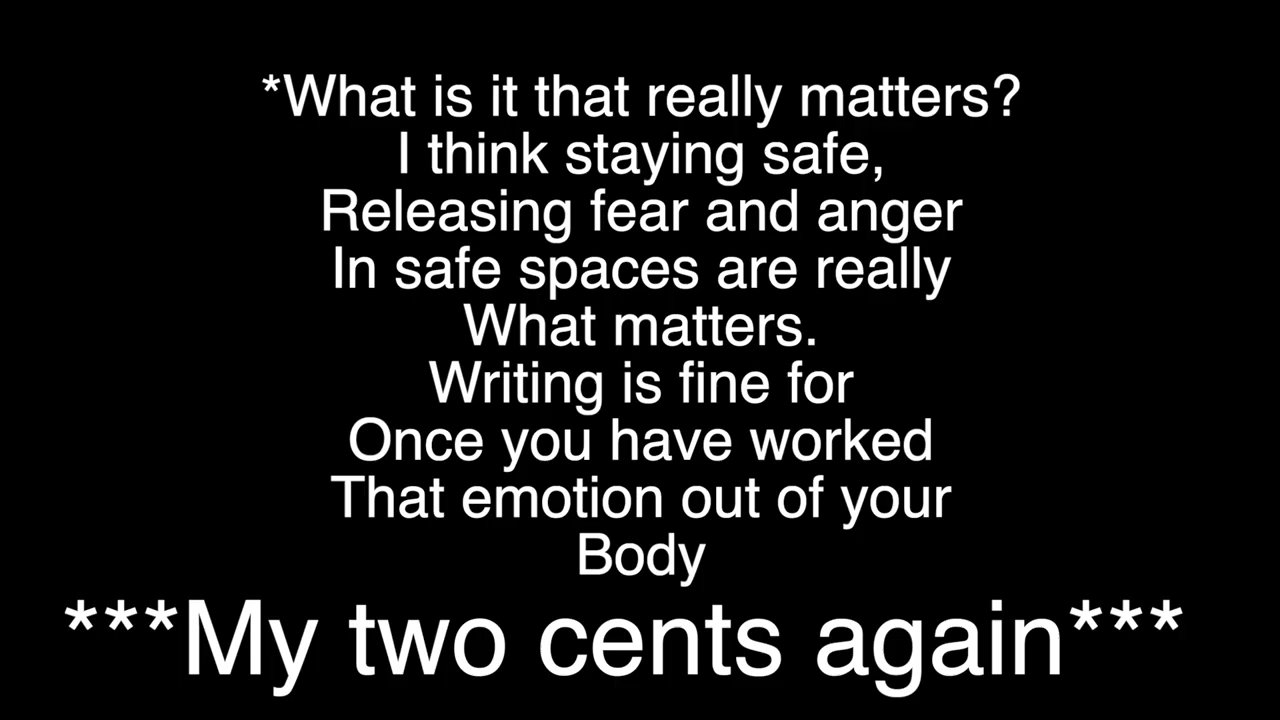 *What is it that really matters?
I think staying safe,
Releasing fear and anger
In safe spaces are really
What matters.
Writing is fine for
Once you have worked
That emotion out of your
Body
***My two cents again***